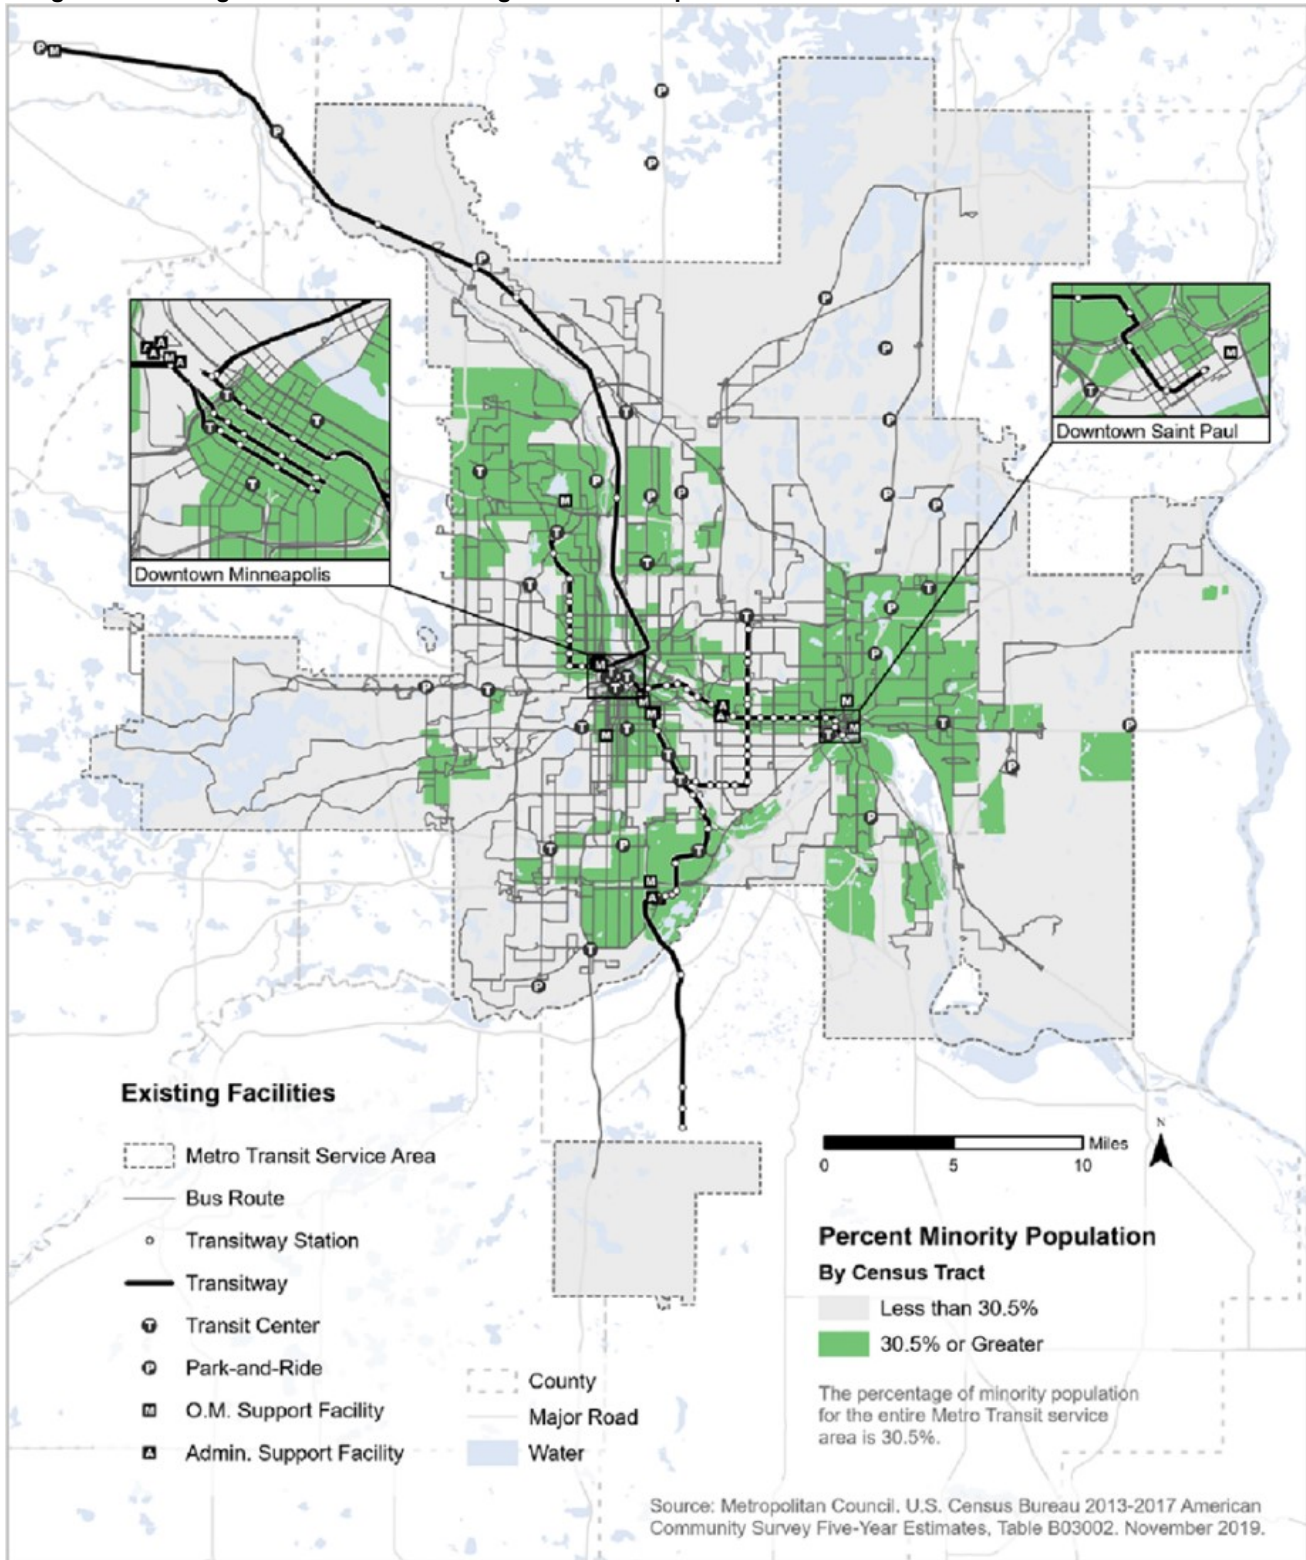 Downtown Minneapolis
Downtown Saint Paul
Existing Facilities
Metro Transit Service Area
Bus Route
Transitway Station
Transitway
T Transit Center
P Park-and-Ride
M O.M. Support Facility
A Admin. Support Facility
County
Major Road
Water
N
Miles
0 5 10
Percent Minority Population
By Census Tract
Less than 30.5%
30.5% or Greater
The percentage of minority population
for the entire Metro Transit service
area is 30.5%.
Source: Metropolitan Council. U.S. Census Bureau 2013-2017 American
Community Survey Five-Year Estimates, Table B03002. November 2019.